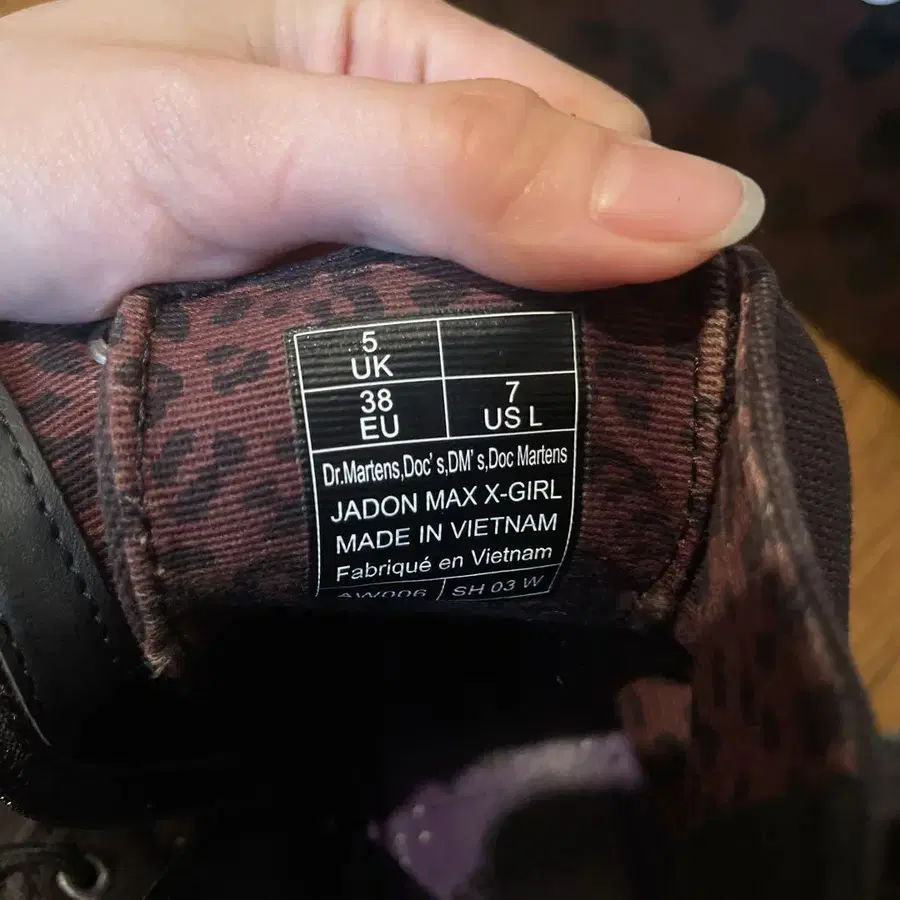 5
UK
38
EU
7
US L
Dr.Martens,Doc's,DM's,Doc Martens
JADON MAX X-GIRL
MADE IN VIETNAM
Fabriqué en Vietnam
AW006 / SH 03 W